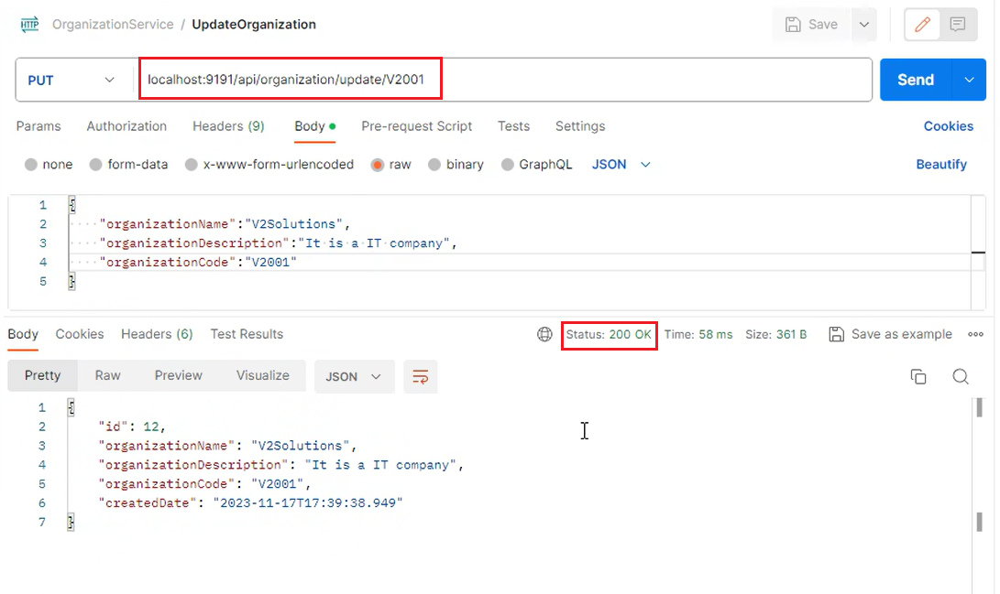 HTTP OrganizationService / UpdateOrganization Save
PUT localhost:9191/api/organization/update/V2001 Send
Params Authorization Headers (9) Body Pre-request Script Tests Settings Cookies
none form-data x-www-form-urlencoded raw binary GraphQL JSON Beautify
1 {
2 "organizationName":"V2Solutions",
3 "organizationDescription":"It is a IT company",
4 "organizationCode":"V2001"
5 }
Body Cookies Headers (6) Test Results Status: 200 OK Time: 58 ms Size: 361 B Save as example
Pretty Raw Preview Visualize JSON
1 {
2 "id": 12,
3 "organizationName": "V2Solutions",
4 "organizationDescription": "It is a IT company",
5 "organizationCode": "V2001",
6 "createdDate": "2023-11-17T17:39:38.949"
7 }